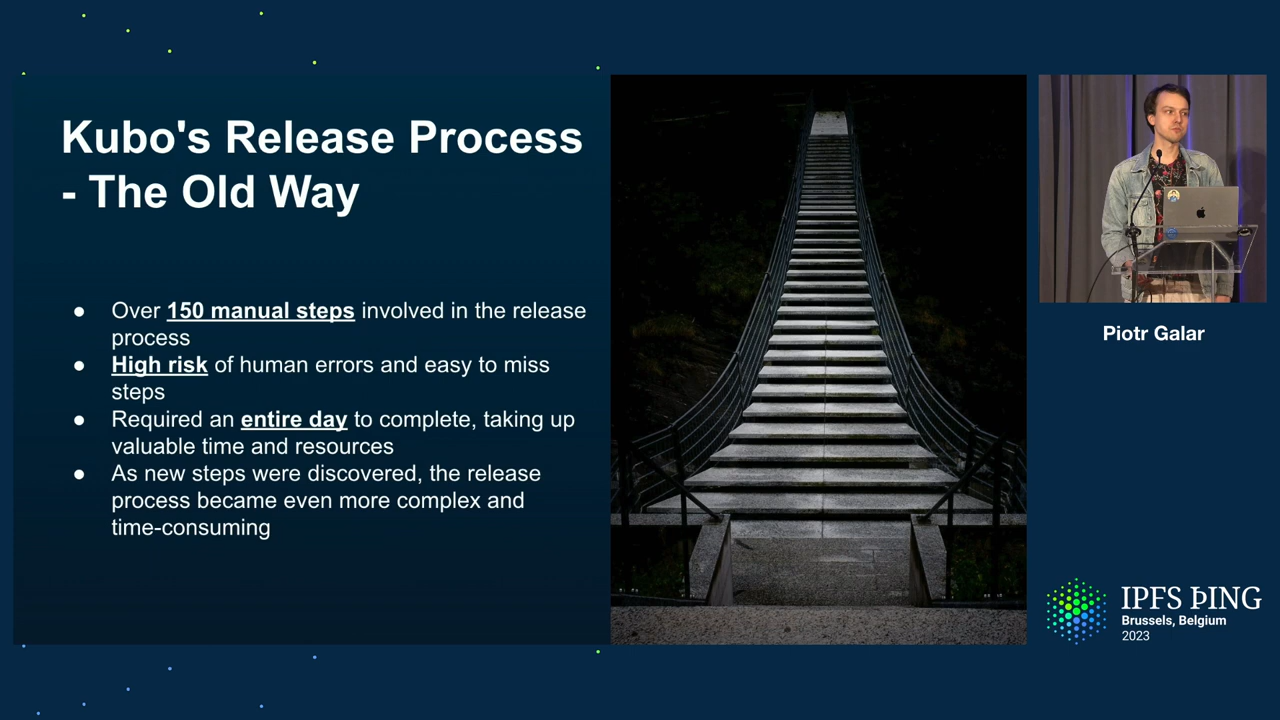 Kubo's Release Process
- The Old Way
● Over 150 manual steps involved in the release
process
● High risk of human errors and easy to miss
steps
● Required an entire day to complete, taking up
valuable time and resources
● As new steps were discovered, the release
process became even more complex and
time-consuming
Piotr Galar
IPFS ÞING
Brussels, Belgium
2023